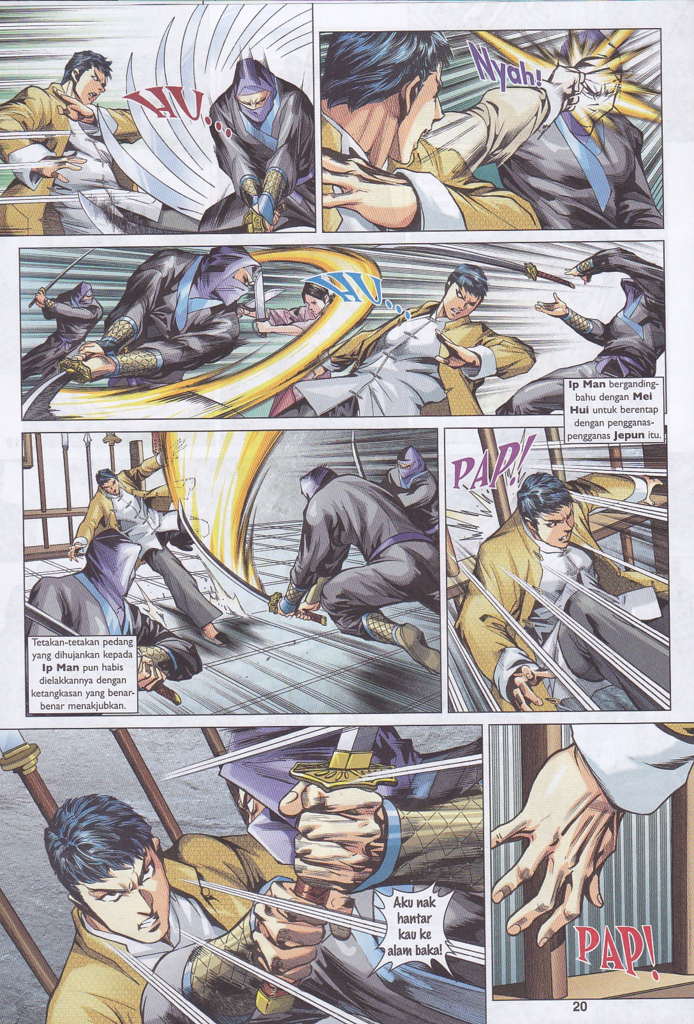 HU...
Nyah!
HU...
Ip Man berganding-
bahu dengan Mei
Hui untuk berentap
dengan pengganas-
pengganas Jepun itu.
Tetakan-tetakan pedang
yang dihujankan kepada
Ip Man pun habis
dielakkannya dengan
ketangkasan yang benar-
benar menakjubkan.
PAP!
Aku nak
hantar
kau ke
alam baka!
PAP!
20